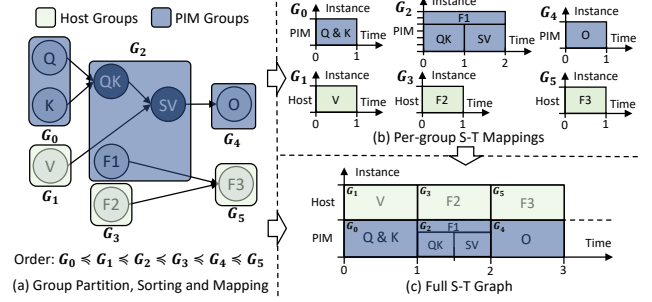 Host Groups
PIM Groups
Q
K
G0
V
G1
G2
QK
SV
F1
O
G4
F2
G3
F3
G5
Order: G0 ≼ G1 ≼ G2 ≼ G3 ≼ G4 ≼ G5
(a) Group Partition, Sorting and Mapping
G0 Instance
PIM
Q & K
Time
0 1
G2 Instance
PIM
F1
QK SV
Time
0 1 2
G4 Instance
PIM
O
Time
0 1
G1 Instance
Host
V
Time
0 1
G3 Instance
Host
F2
Time
0 1
G5 Instance
Host
F3
Time
0 1
(b) Per-group S-T Mappings
Instance
Host
G1 V
G3 F2
G5 F3
PIM
G0 Q & K
G2 F1
QK SV
G4 O
Time
0 1 2 3
(c) Full S-T Graph